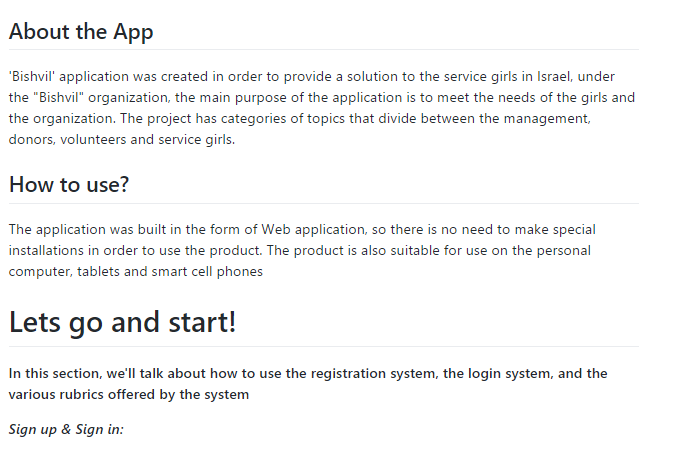 About the App
'Bishvil' application was created in order to provide a solution to the service girls in Israel, under
the "Bishvil" organization, the main purpose of the application is to meet the needs of the girls and
the organization. The project has categories of topics that divide between the management,
donors, volunteers and service girls.
How to use?
The application was built in the form of Web application, so there is no need to make special
installations in order to use the product. The product is also suitable for use on the personal
computer, tablets and smart cell phones
Lets go and start!
In this section, we'll talk about how to use the registration system, the login system, and the
various rubrics offered by the system
Sign up & Sign in: